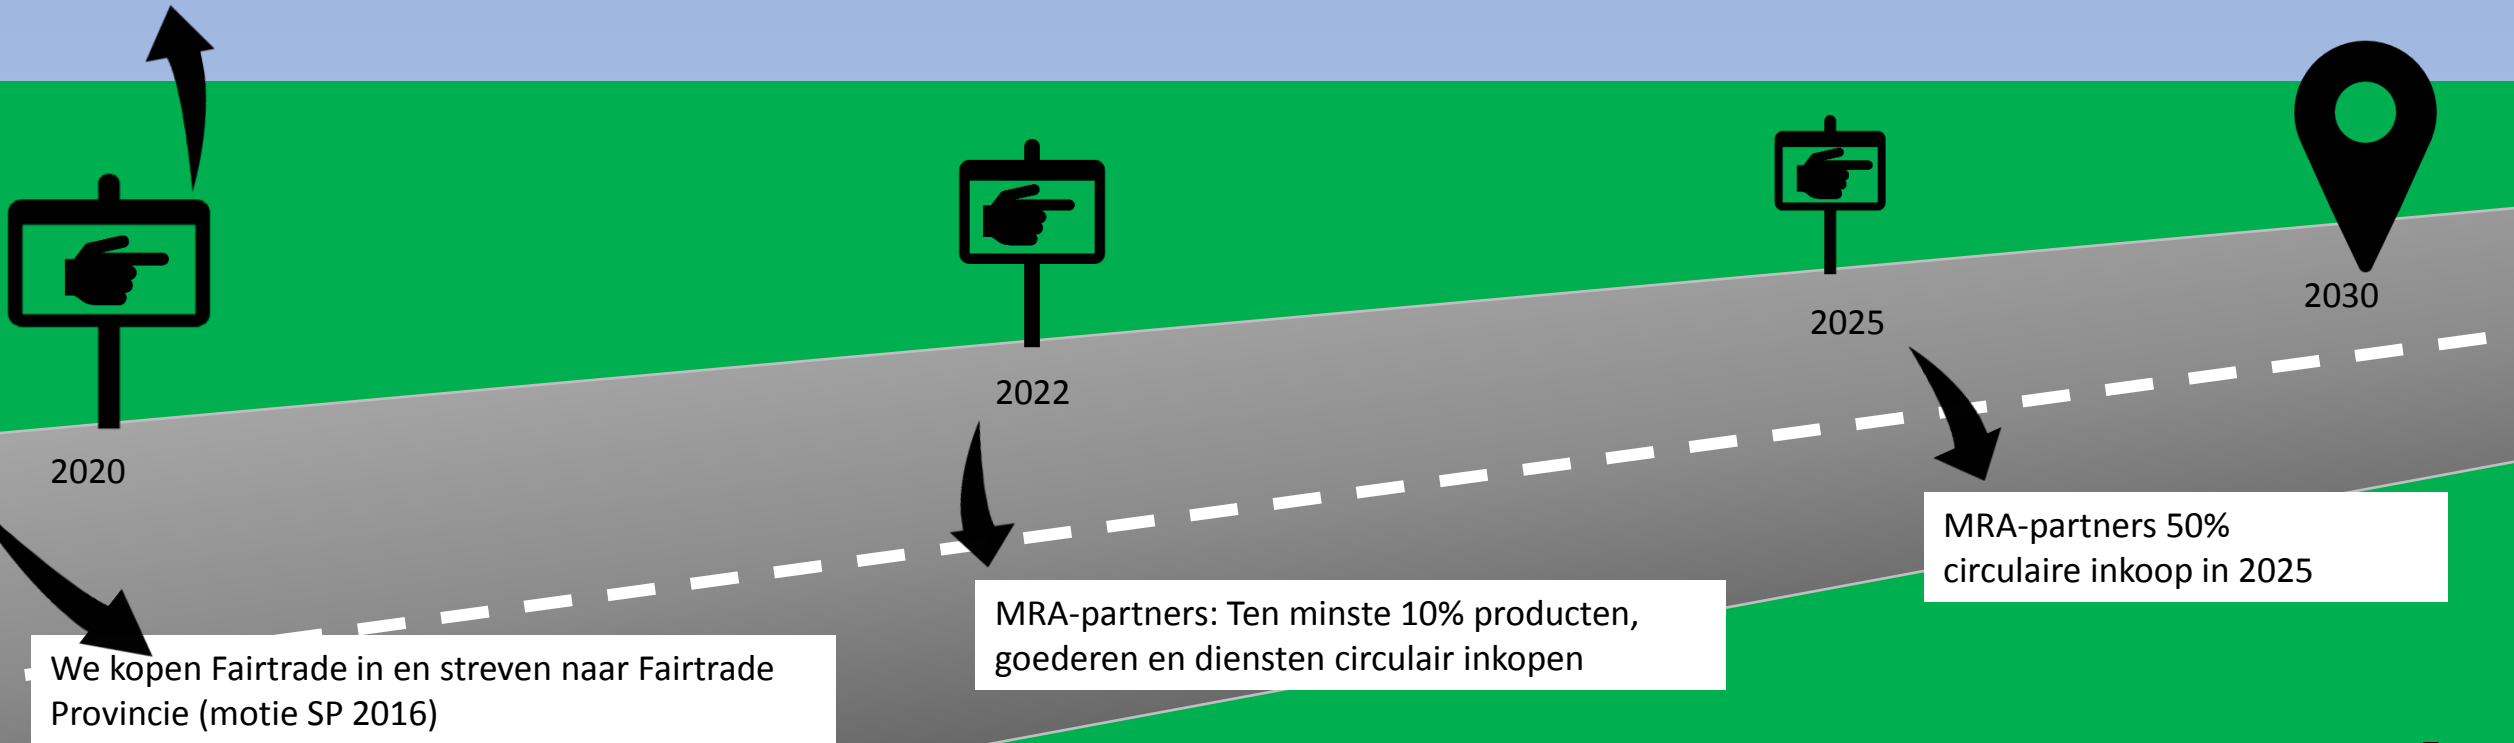 2020
We kopen Fairtrade in en streven naar Fairtrade
Provincie (motie SP 2016)
2022
MRA-partners: Ten minste 10% producten,
goederen en diensten circulair inkopen
2025
MRA-partners 50%
circulaire inkoop in 2025
2030